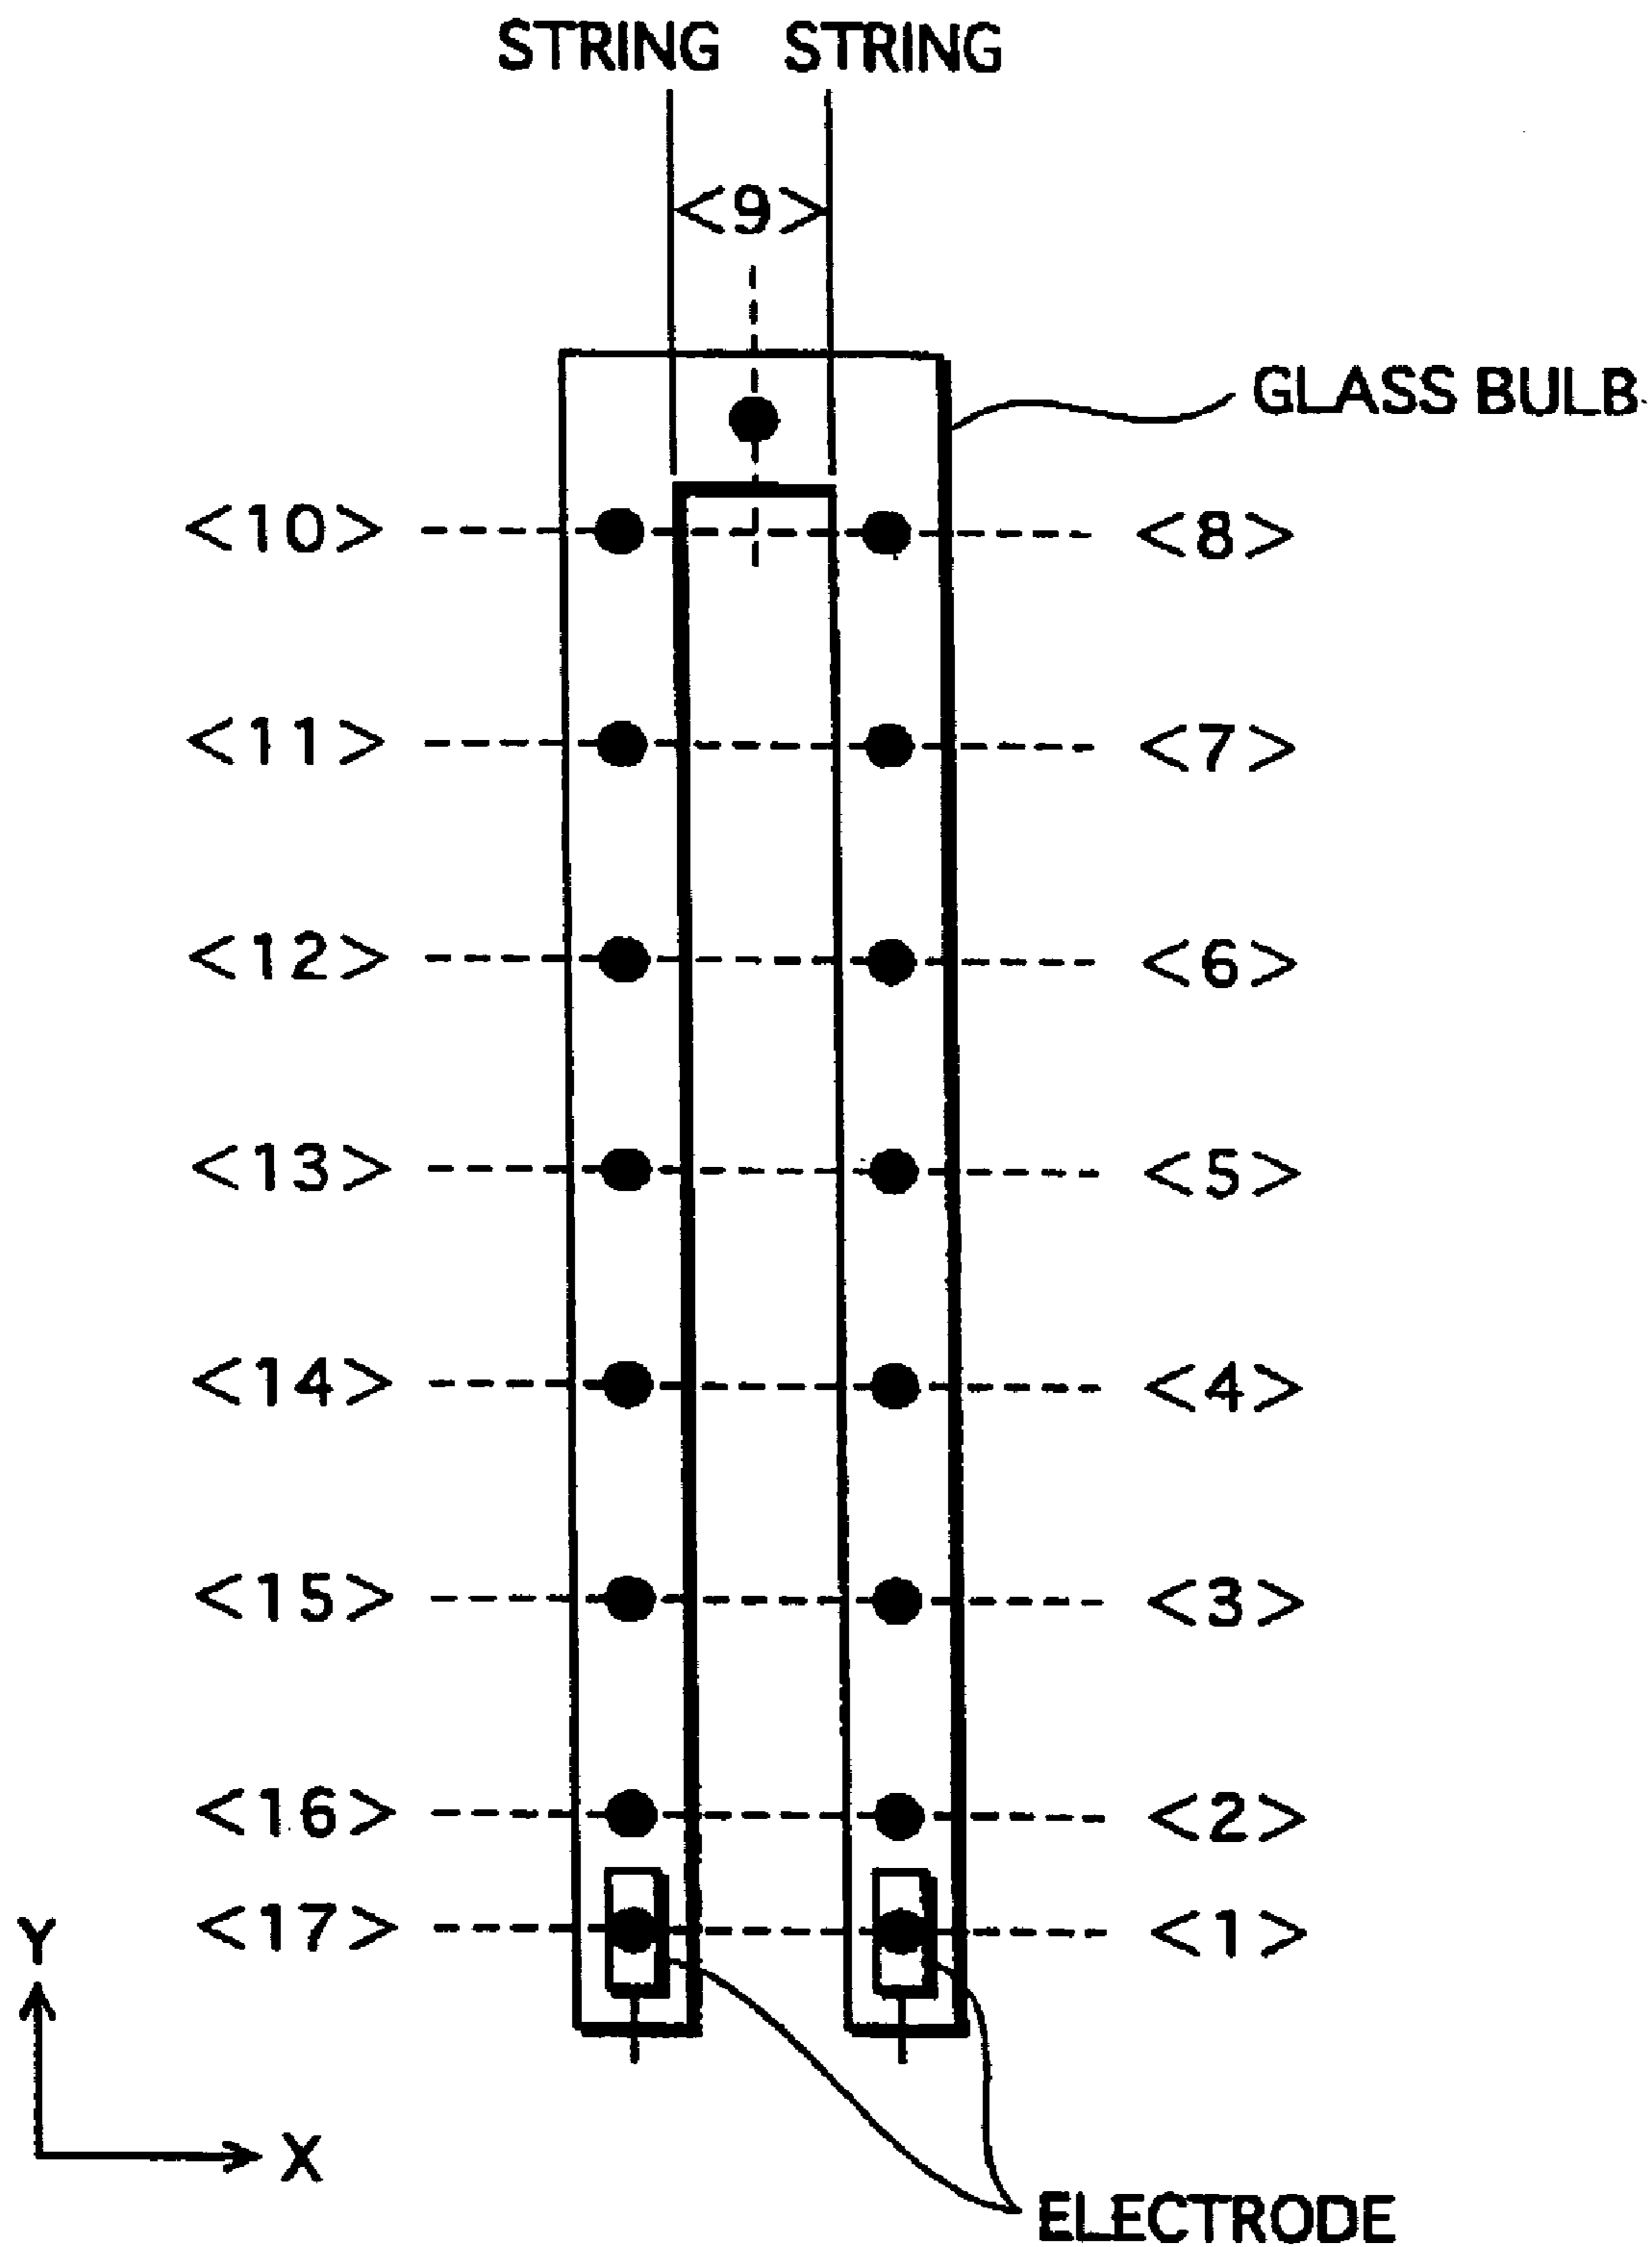 STRING STRING
<9>
GLASS BULB
<10> <8>
<11> <7>
<12> <6>
<13> <5>
<14> <4>
<15> <3>
<16> <2>
<17> <1>
Y
X
ELECTRODE